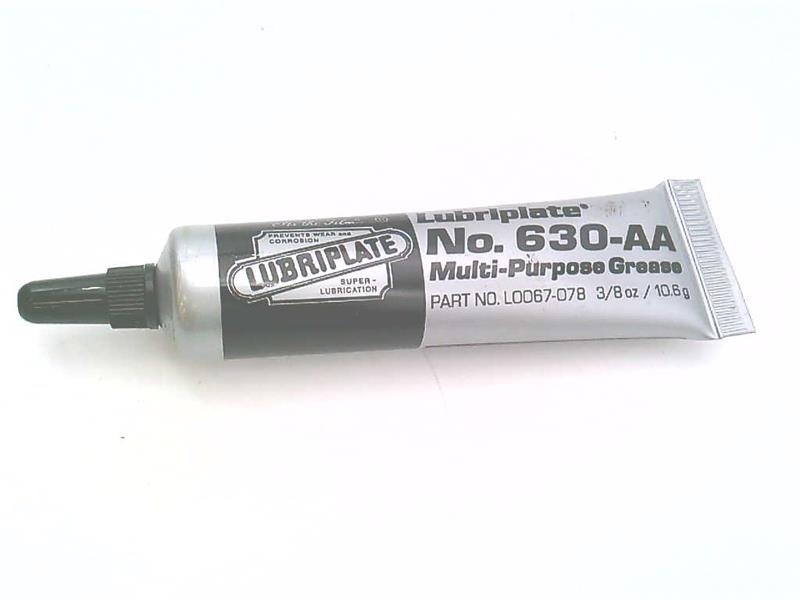 PREVENTS WEAR and
CORROSION
LUBRIPLATE
SUPER-
LUBRICATION
Lubriplate®
No. 630-AA
Multi-Purpose Grease
PART NO. L0067-078 3/8 oz / 10.6g